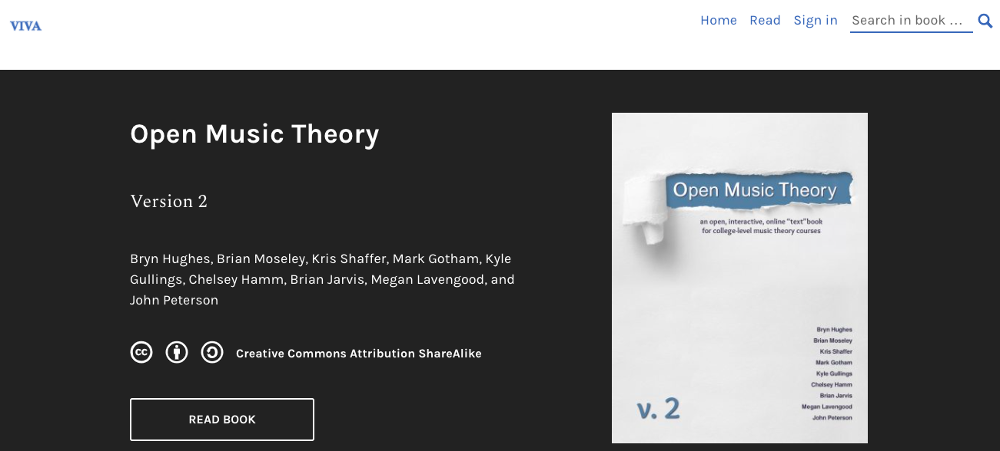 VIVA
Home Read Sign in Search in book …
Open Music Theory
Version 2
Bryn Hughes, Brian Moseley, Kris Shaffer, Mark Gotham, Kyle
Gullings, Chelsey Hamm, Brian Jarvis, Megan Lavengood, and
John Peterson
cc Creative Commons Attribution ShareAlike
READ BOOK
Open Music Theory
an open, interactive, online "text"book
for college-level music theory courses
Bryn Hughes
Brian Moseley
Kris Shaffer
Mark Gotham
Kyle Gullings
Chelsey Hamm
Brian Jarvis
Megan Lavengood
John Peterson
v. 2